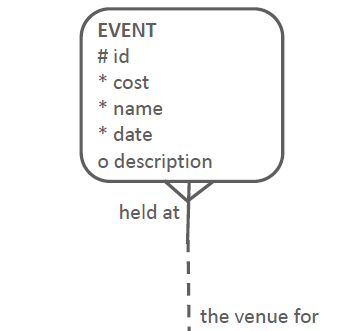 EVENT
# id
* cost
* name
* date
o description
held at
the venue for